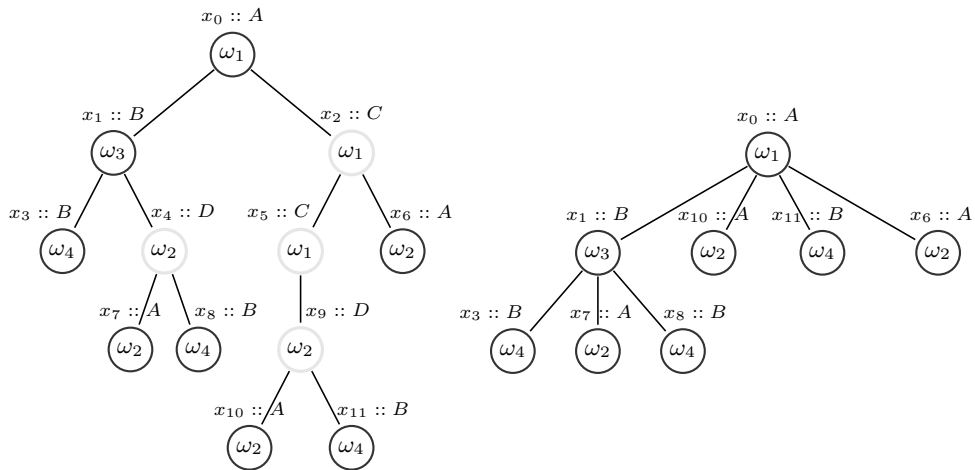 x₀ :: A
ω₁
x₁ :: B
x₂ :: C
ω₃
ω₁
x₃ :: B
x₄ :: D
x₅ :: C
x₆ :: A
ω₄
ω₂
ω₁
ω₂
x₇ :: A
x₈ :: B
x₉ :: D
ω₂
ω₄
ω₂
x₁₀ :: A
x₁₁ :: B
ω₂
ω₄
x₀ :: A
ω₁
x₁ :: B
x₁₀ :: A
x₁₁ :: B
x₆ :: A
ω₃
ω₂
ω₄
ω₂
x₃ :: B
x₇ :: A
x₈ :: B
ω₄
ω₂
ω₄